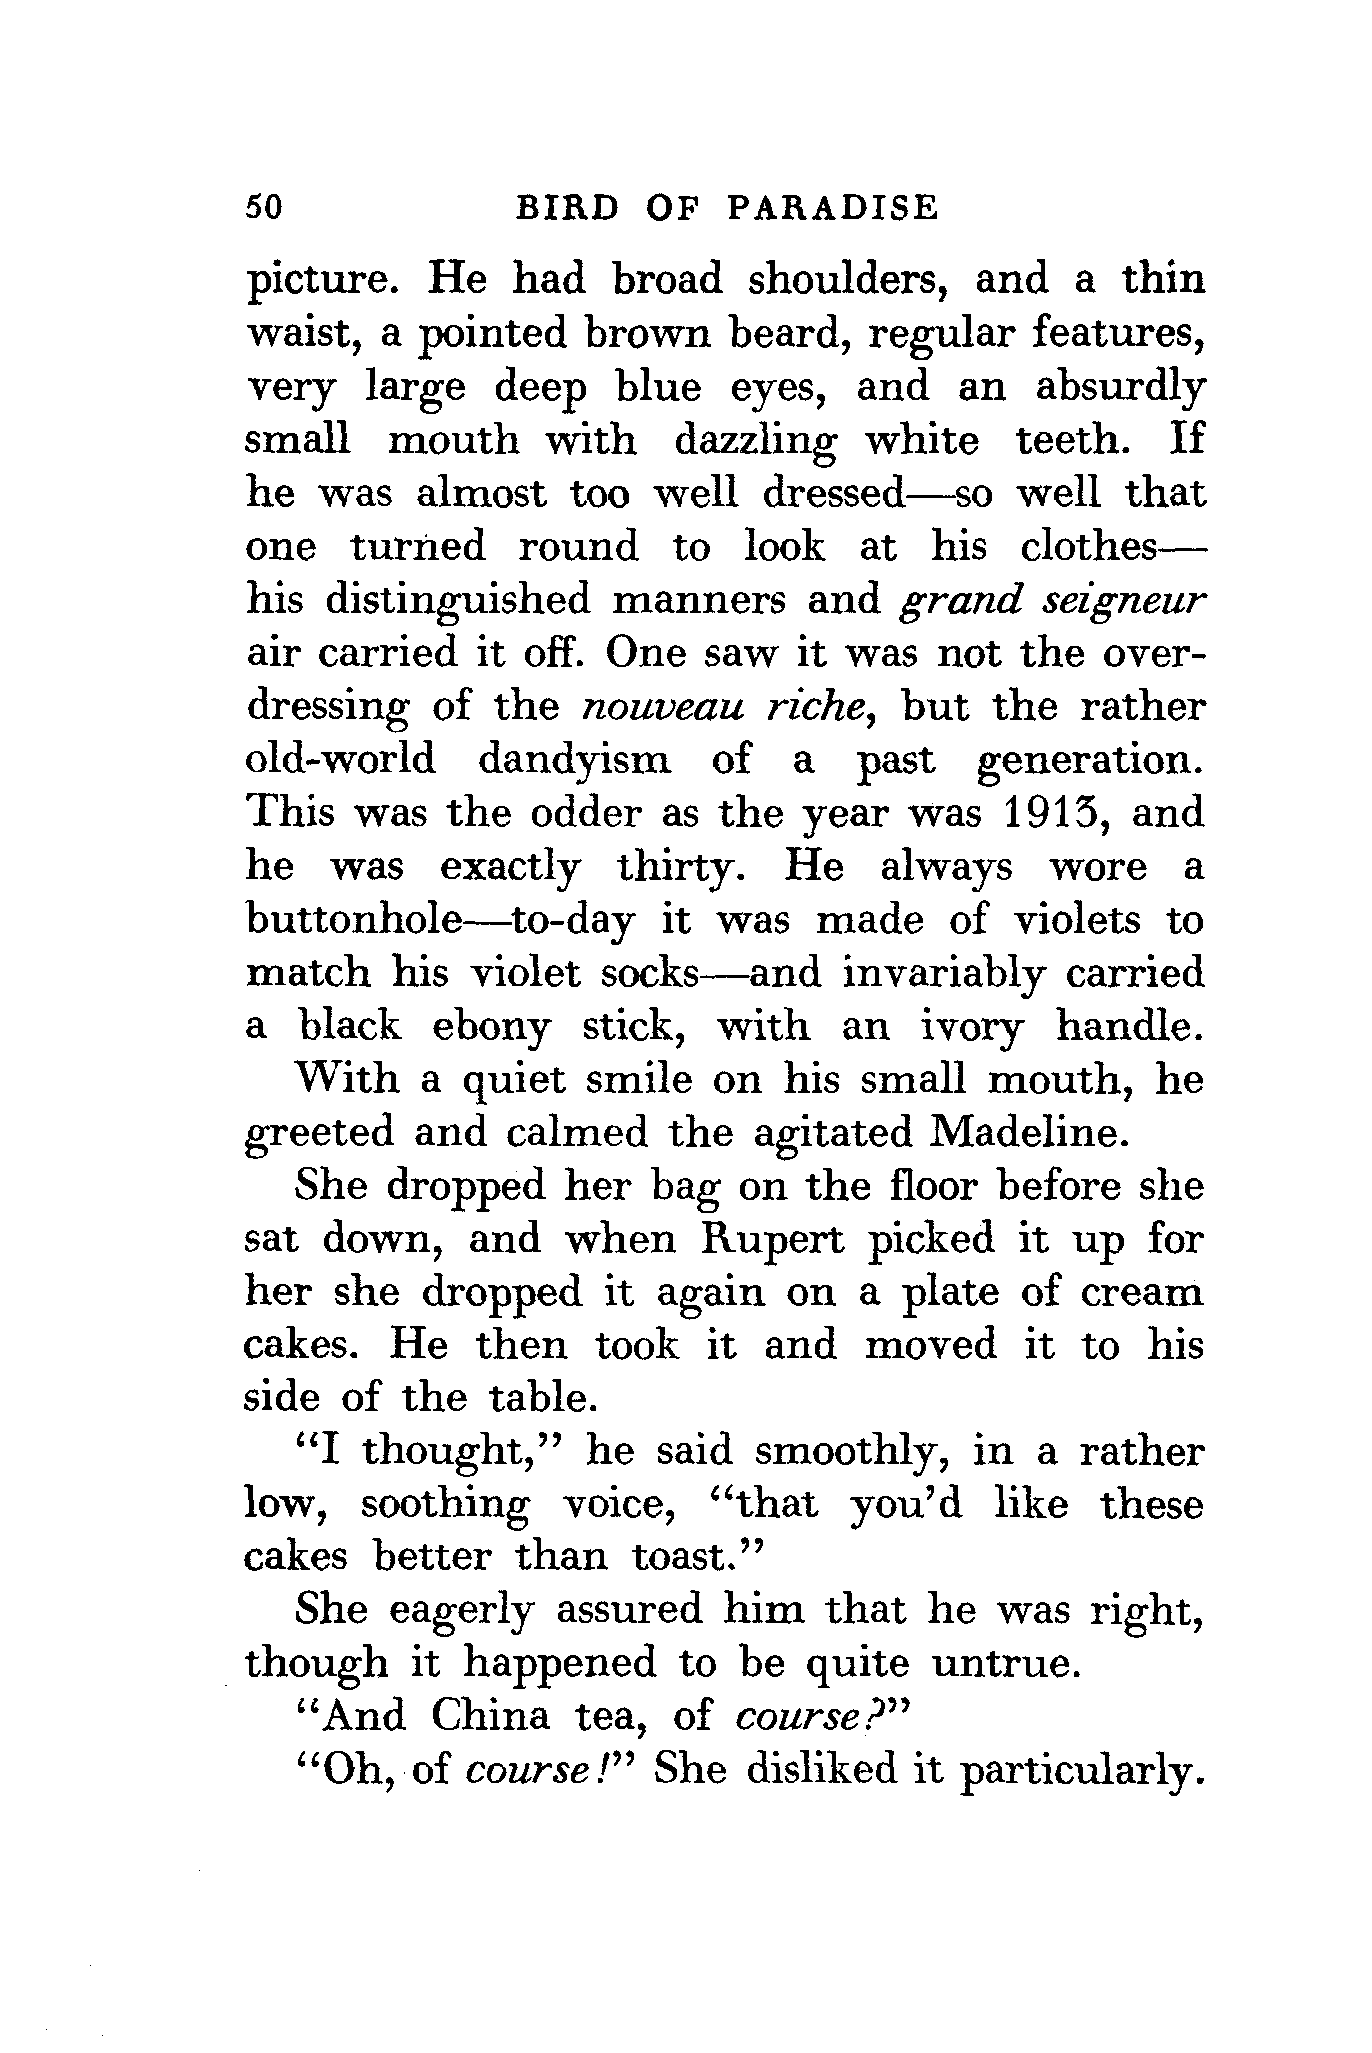 50 BIRD OF PARADISE
picture. He had broad shoulders, and a thin
waist, a pointed brown beard, regular features,
very large deep blue eyes, and an absurdly
small mouth with dazzling white teeth. If
he was almost too well dressed—so well that
one turned round to look at his clothes—
his distinguished manners and grand seigneur
air carried it off. One saw it was not the over-
dressing of the nouveau riche, but the rather
old-world dandyism of a past generation.
This was the odder as the year was 1913, and
he was exactly thirty. He always wore a
buttonhole—to-day it was made of violets to
match his violet socks—and invariably carried
a black ebony stick, with an ivory handle.
With a quiet smile on his small mouth, he
greeted and calmed the agitated Madeline.
She dropped her bag on the floor before she
sat down, and when Rupert picked it up for
her she dropped it again on a plate of cream
cakes. He then took it and moved it to his
side of the table.
“I thought,” he said smoothly, in a rather
low, soothing voice, “that you’d like these
cakes better than toast.”
She eagerly assured him that he was right,
though it happened to be quite untrue.
“And China tea, of course?”
“Oh, of course!” She disliked it particularly.